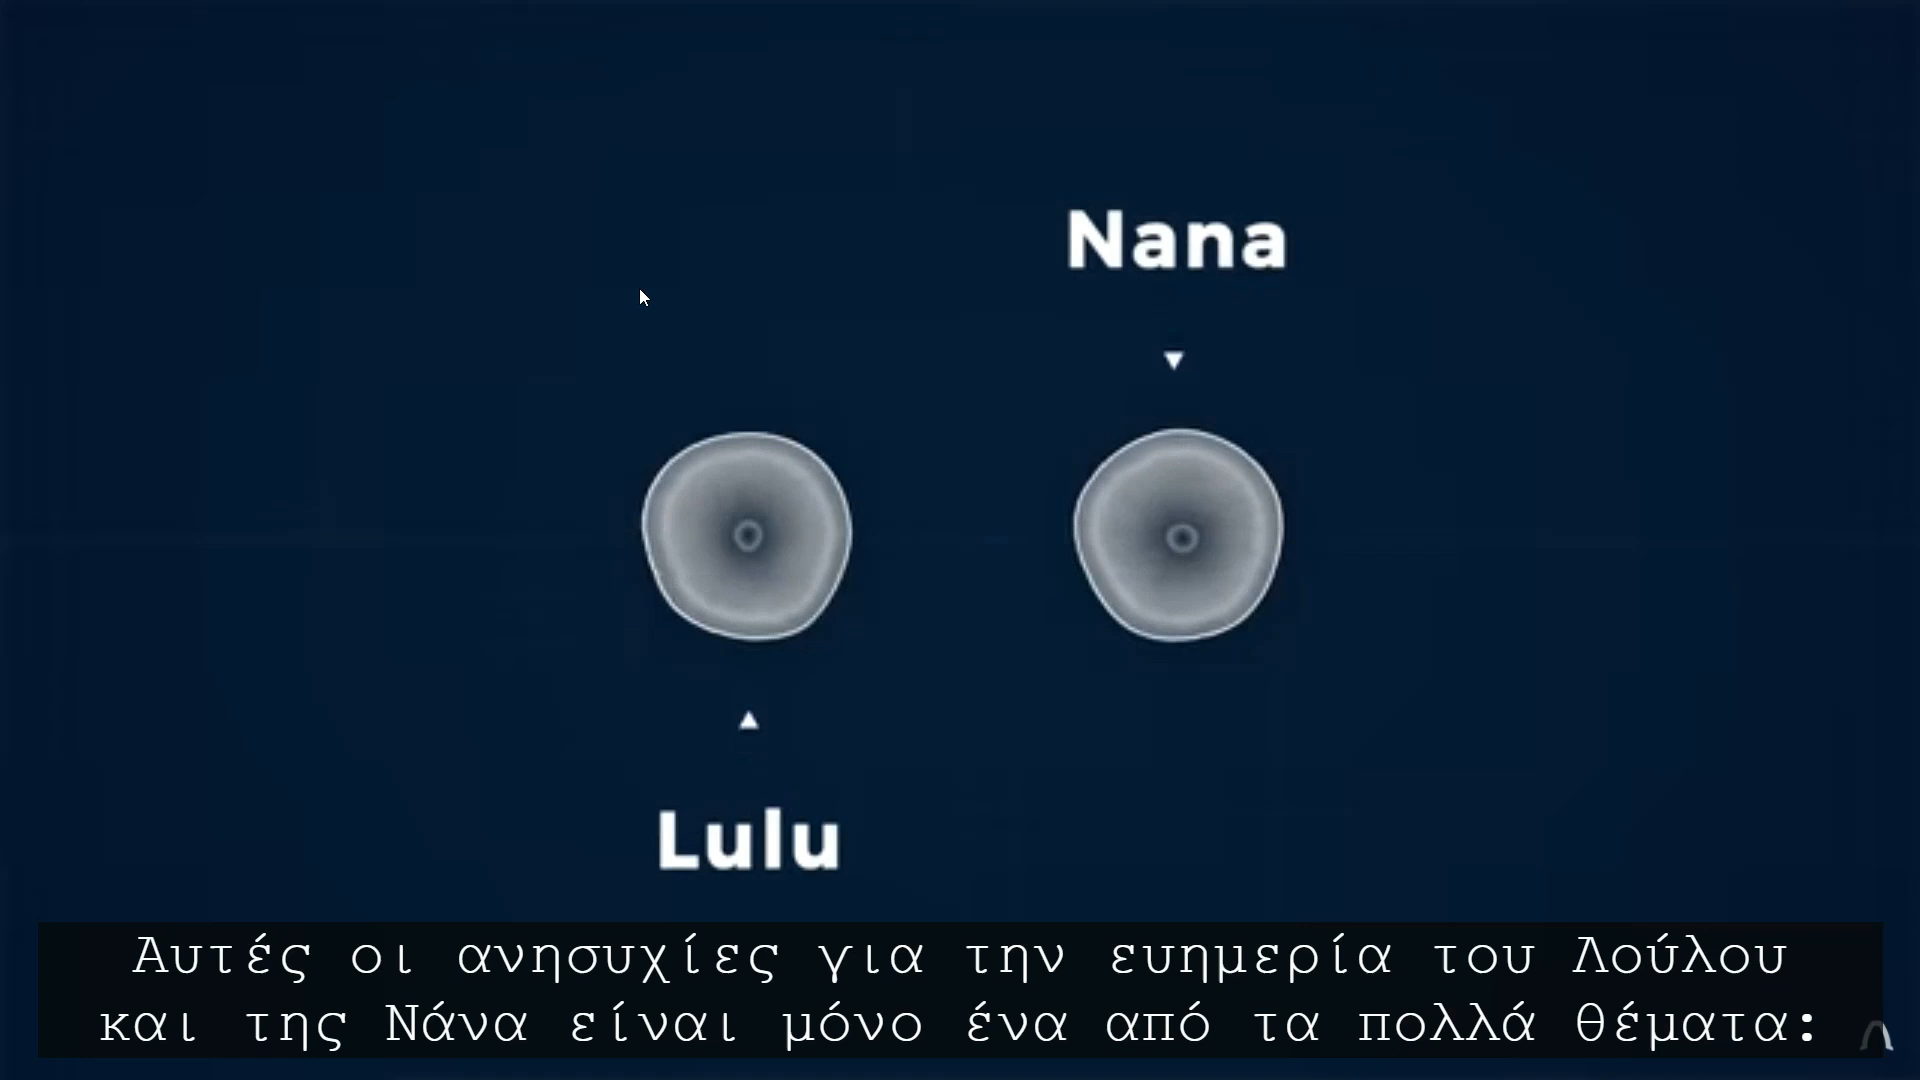 Nana
Lulu
Αυτές οι ανησυχίες για την ευημερία του Λούλου
και της Νάνα είναι μόνο ένα από τα πολλά θέματα: